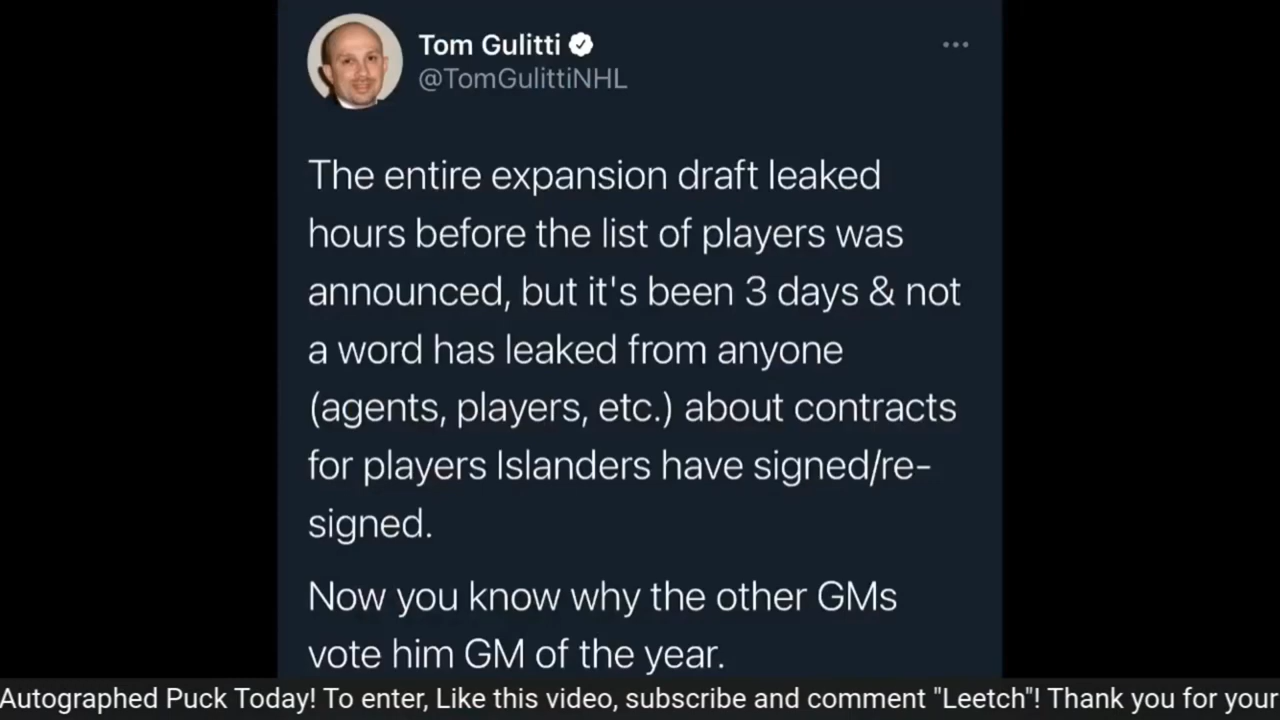 Tom Gulitti
@TomGulittiNHL
The entire expansion draft leaked
hours before the list of players was
announced, but it's been 3 days & not
a word has leaked from anyone
(agents, players, etc.) about contracts
for players Islanders have signed/re-
signed.
Now you know why the other GMs
vote him GM of the year.
Autographed Puck Today! To enter, Like this video, subscribe and comment "Leetch"! Thank you for your